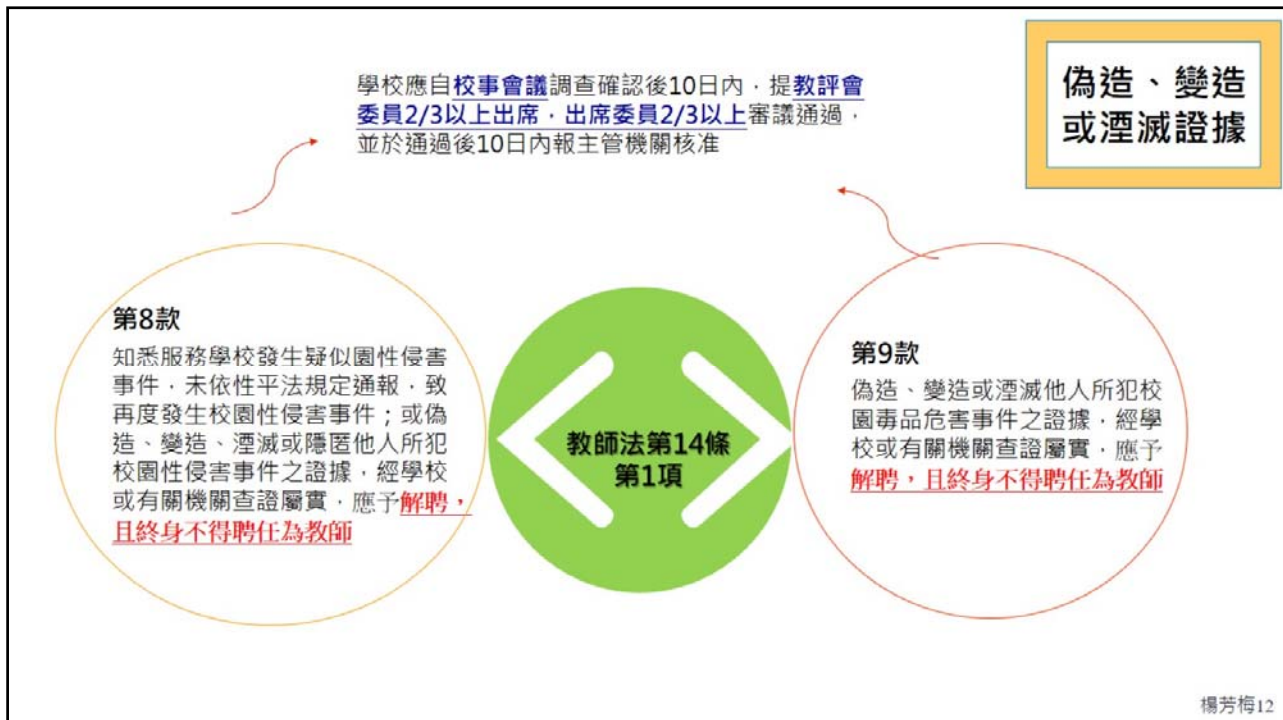 偽造、變造
或湮滅證據
學校應自校事會議調查確認後10日內，提教評會
委員2/3以上出席，出席委員2/3以上審議通過，
並於通過後10日內報主管機關核准
第8款
知悉服務學校發生疑似園性侵害
事件，未依性平法規定通報，致
再度發生校園性侵害事件；或偽
造、變造、湮滅或隱匿他人所犯
校園性侵害事件之證據，經學校
或有關機關查證屬實，應予解聘，
且終身不得聘任為教師
教師法第14條
第1項
第9款
偽造、變造或湮滅他人所犯校
園毒品危害事件之證據，經學
校或有關機關查證屬實，應予
解聘，且終身不得聘任為教師
楊芳梅12